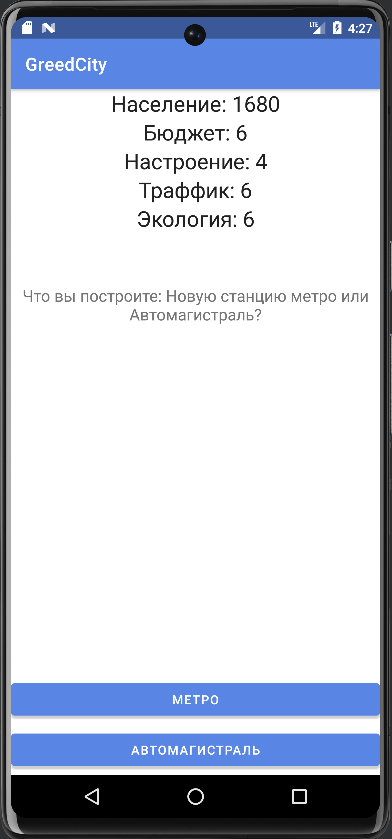 LTE 4:27
GreedCity
Население: 1680
Бюджет: 6
Настроение: 4
Траффик: 6
Экология: 6
Что вы построите: Новую станцию метро или
Автомагистраль?
МЕТРО
АВТОМАГИСТРАЛЬ